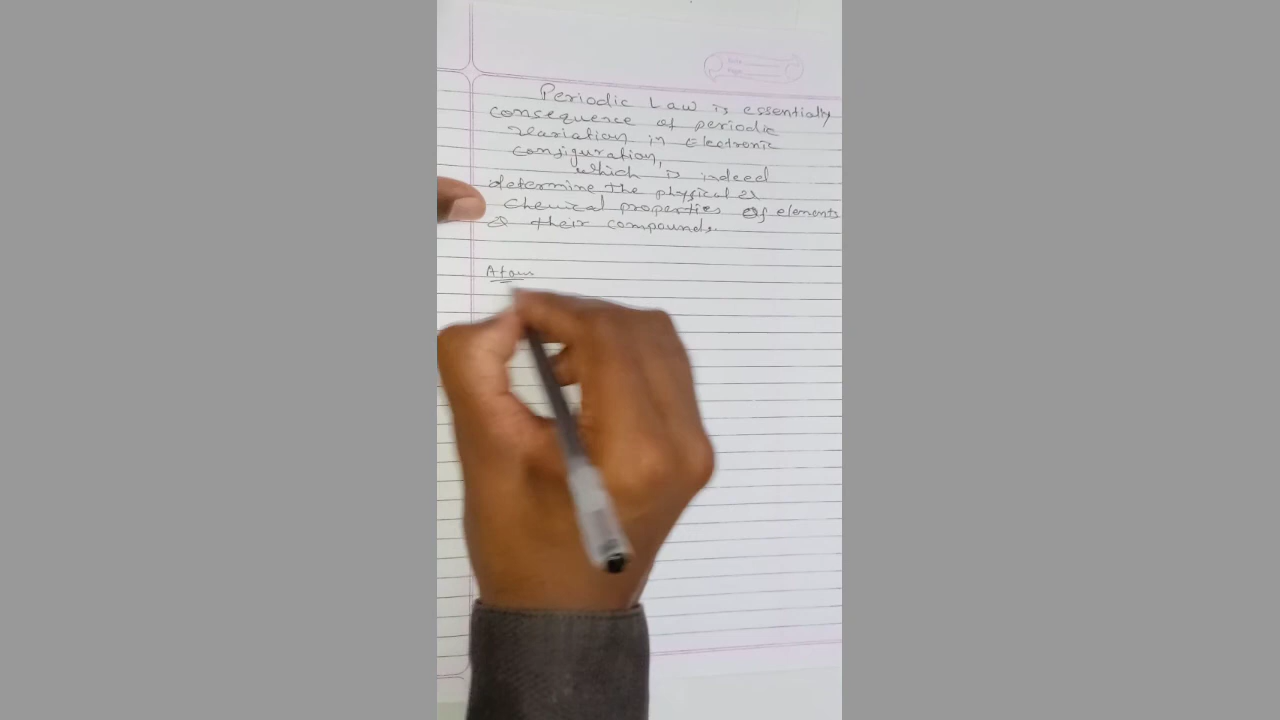 Periodic Law is essentially
consequence of periodic
variation in electronic
configuration,
which is indeed
determine the physical &
chemical properties of elements
& their compounds.
Atom